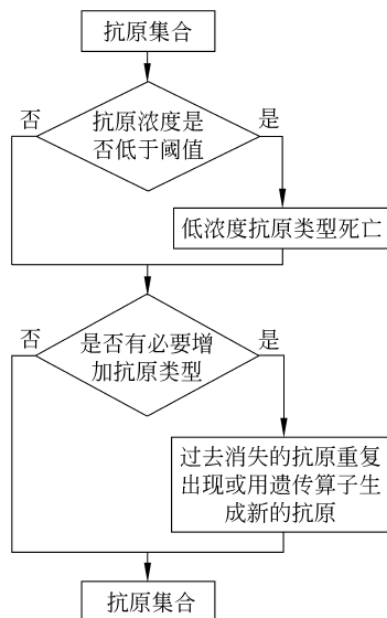 抗原集合
否
抗原浓度是
否低于阈值
是
低浓度抗原类型死亡
否
是否有必要增
加抗原类型
是
过去消失的抗原重复
出现或用遗传算子生
成新的抗原
抗原集合